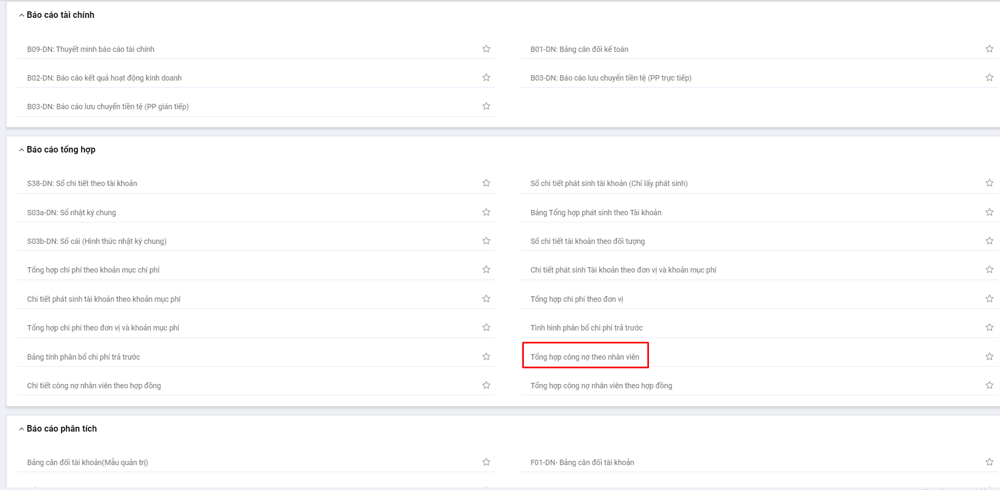 Báo cáo tài chính
B09-DN: Thuyết minh báo cáo tài chính
B01-DN: Bảng cân đối kế toán
B02-DN: Báo cáo kết quả hoạt động kinh doanh
B03-DN: Báo cáo lưu chuyển tiền tệ (PP trực tiếp)
B03-DN: Báo cáo lưu chuyển tiền tệ (PP gián tiếp)
Báo cáo tổng hợp
S38-DN: Sổ chi tiết theo tài khoản
Sổ chi tiết phát sinh tài khoản (Chỉ lấy phát sinh)
S03a-DN: Sổ nhật ký chung
Bảng Tổng hợp phát sinh theo Tài khoản
S03b-DN: Sổ cái (Hình thức nhật ký chung)
Sổ chi tiết tài khoản theo đối tượng
Tổng hợp chi phí theo khoản mục chi phí
Chi tiết phát sinh Tài khoản theo đơn vị và khoản mục phí
Chi tiết phát sinh tài khoản theo khoản mục phí
Tổng hợp chi phí theo đơn vị
Tổng hợp chi phí theo đơn vị và khoản mục phí
Tình hình phân bổ chi phí trả trước
Bảng tính phân bổ chi phí trả trước
Tổng hợp công nợ theo nhân viên
Chi tiết công nợ nhân viên theo hợp đồng
Tổng hợp công nợ nhân viên theo hợp đồng
Báo cáo phân tích
Bảng cân đối tài khoản(Mẫu quản trị)
F01-DN- Bảng cân đối tài khoản